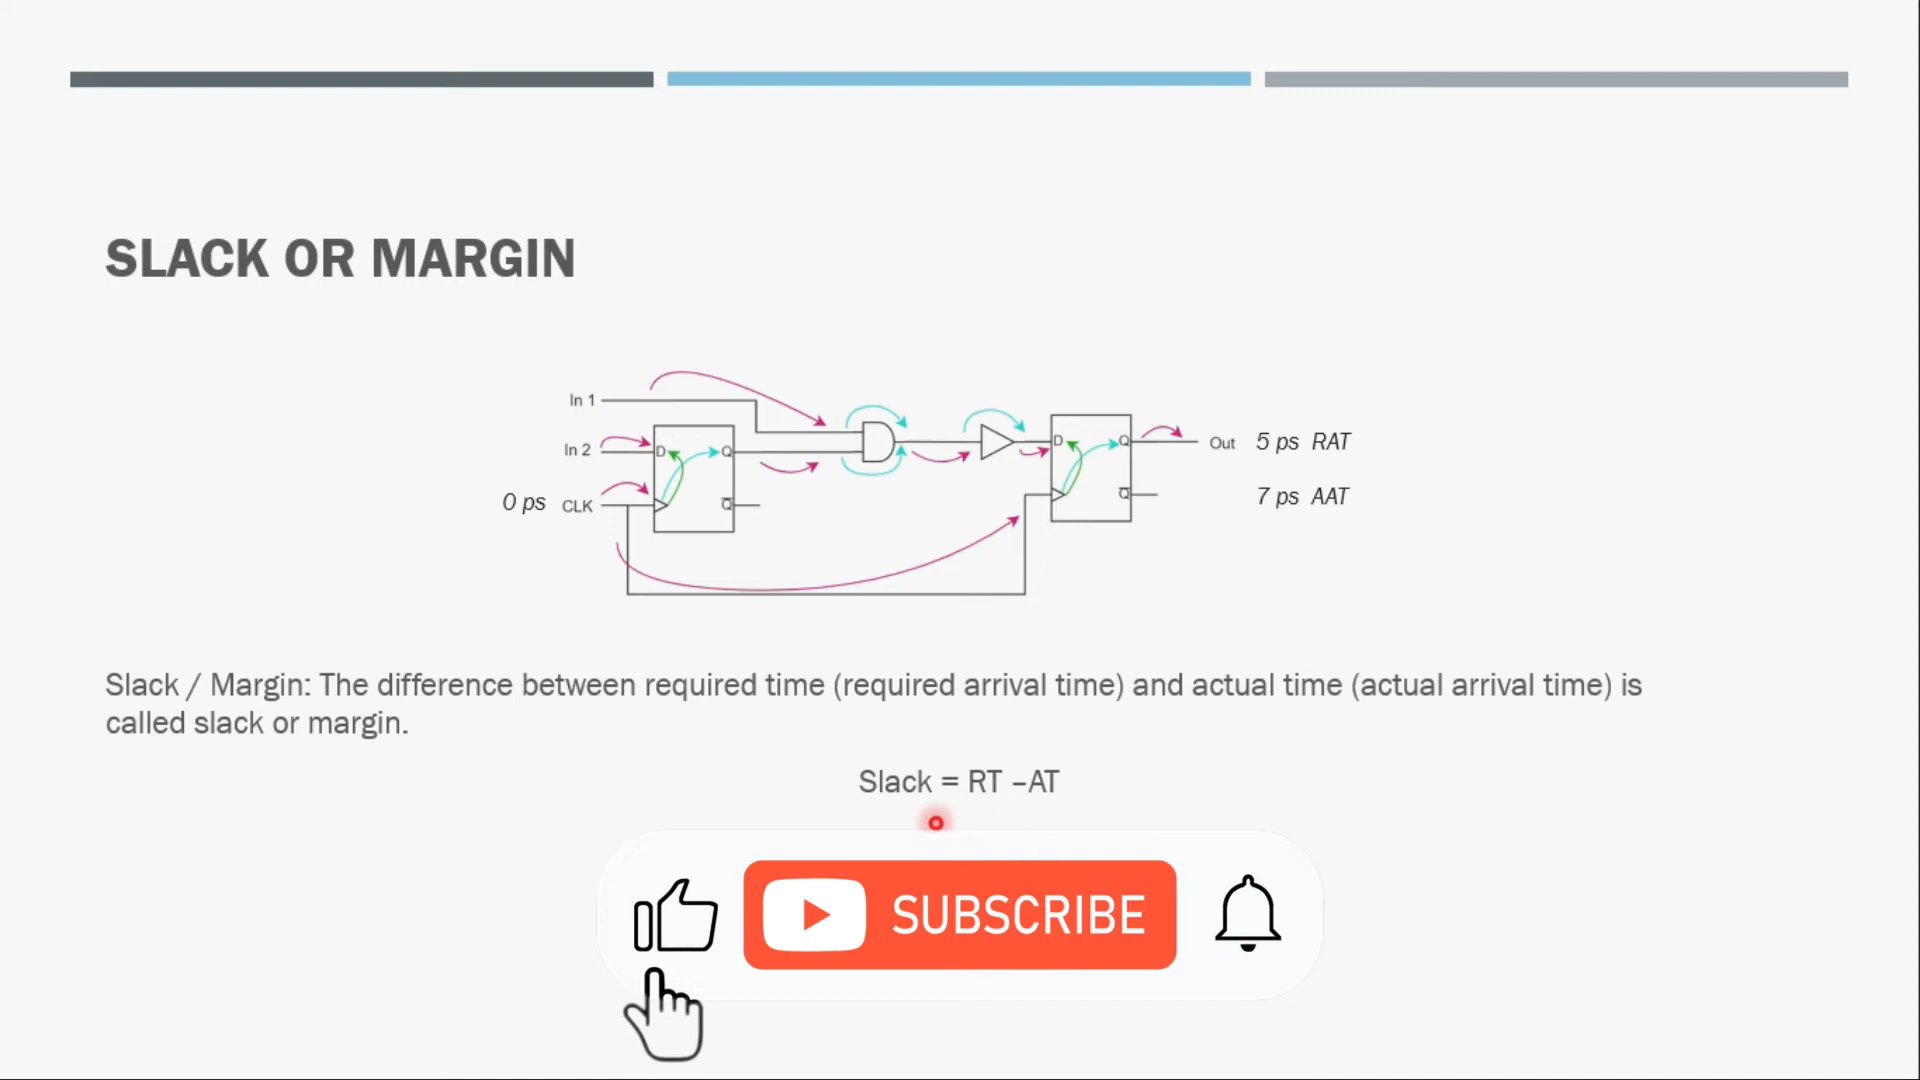 SLACK OR MARGIN
In 1
In 2
0 ps CLK
D Q
Q̅
D Q
Q̅
Out 5 ps RAT
7 ps AAT
Slack / Margin: The difference between required time (required arrival time) and actual time (actual arrival time) is
called slack or margin.
Slack = RT –AT
SUBSCRIBE